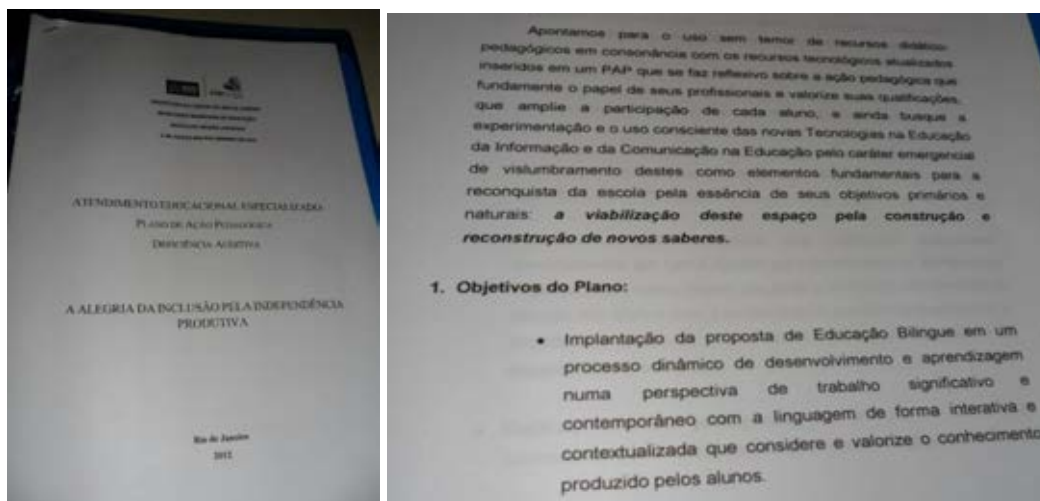 ATENDIMENTO EDUCACIONAL ESPECIALIZADO
PLANO DE AÇÃO PEDAGÓGICA
DEFICIÊNCIA AUDITIVA
A ALEGRIA DA INCLUSÃO PELA INDEPENDÊNCIA
PRODUTIVA
Rio de Janeiro
2012
Apontamos para o uso sem temor de recursos didático-
pedagógicos em consonância com os recursos tecnológicos atualizados
inseridos em um PAP que se faz reflexivo sobre a ação pedagógica que
fundamente o papel de seus profissionais e valorize suas qualificações,
que amplie a participação de cada aluno, e ainda busque a
experimentação e o uso consciente das novas Tecnologias na Educação
da Informação e da Comunicação na Educação pelo caráter emergencial
de vislumbramento destes como elementos fundamentais para a
reconquista da escola pela essência de seus objetivos primários e
naturais: a viabilização deste espaço pela construção e
reconstrução de novos saberes.
1. Objetivos do Plano:
• Implantação da proposta de Educação Bilingue em um
processo dinâmico de desenvolvimento e aprendizagem
numa perspectiva de trabalho significativo e
contemporâneo com a linguagem de forma interativa e
contextualizada que considere e valorize o conhecimento
produzido pelos alunos.